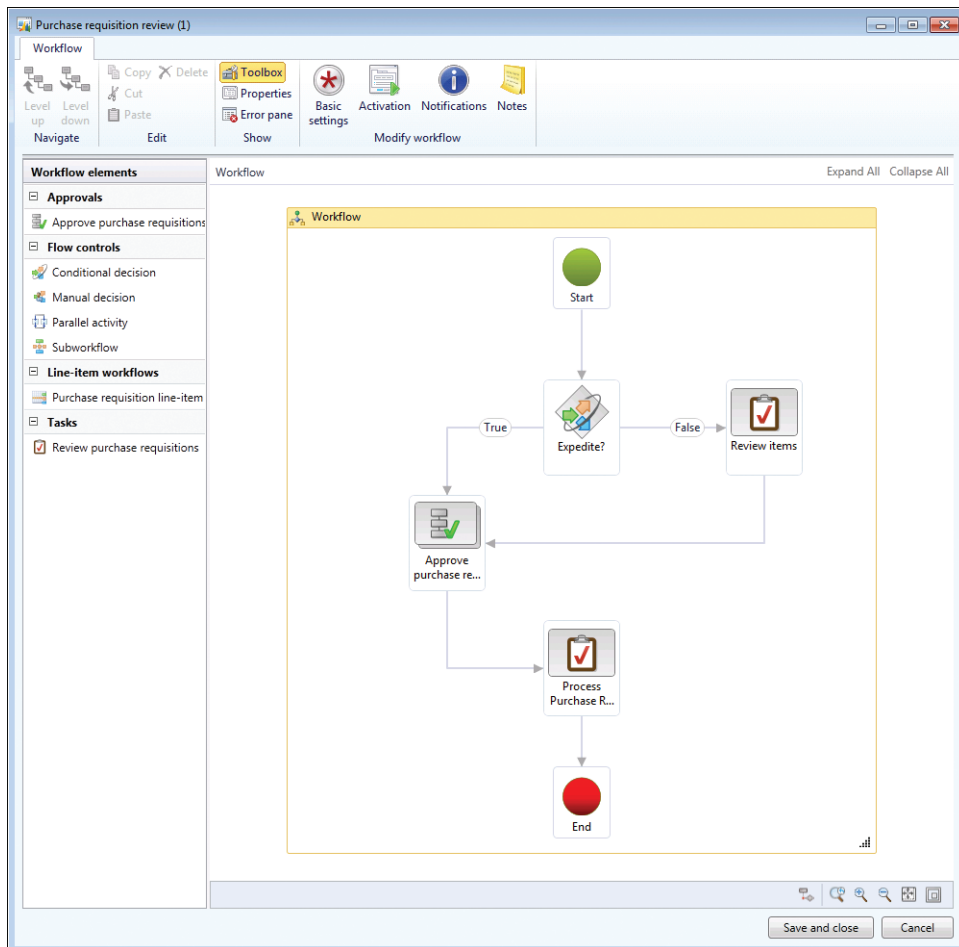 Purchase requisition review (1)
Workflow
Copy Delete
Cut
Paste
Level up
Level down
Navigate
Edit
Toolbox
Properties
Error pane
Show
Basic settings
Activation
Notifications
Notes
Modify workflow
Workflow elements
Approvals
Approve purchase requisitions
Flow controls
Conditional decision
Manual decision
Parallel activity
Subworkflow
Line-item workflows
Purchase requisition line-item
Tasks
Review purchase requisitions
Workflow
Expand All Collapse All
Workflow
Start
Expedite?
True
False
Review items
Approve
purchase re...
Process
Purchase R...
End
Save and close
Cancel